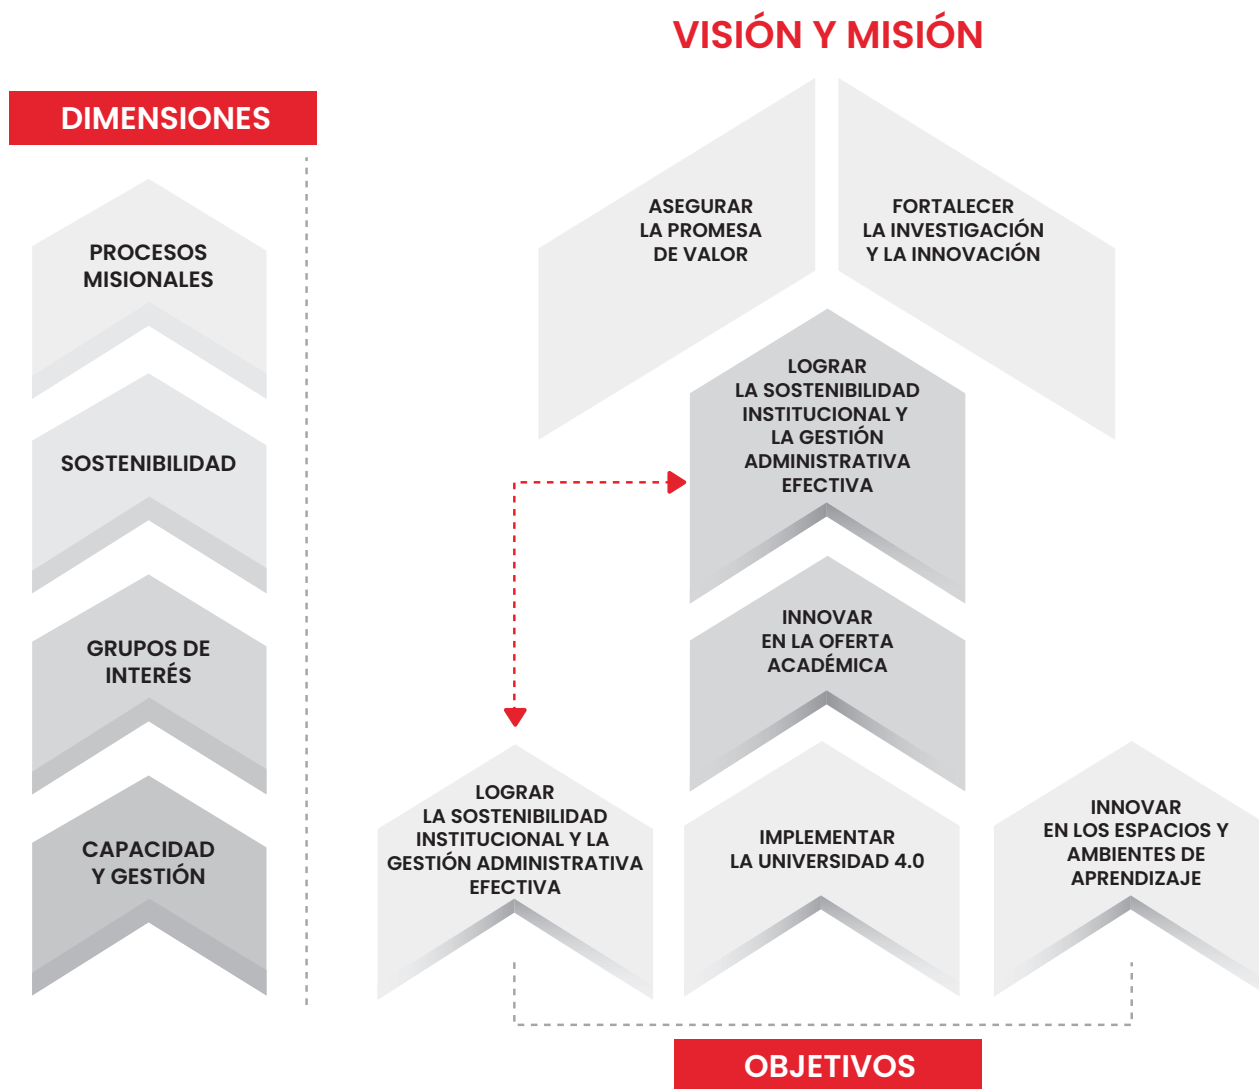 VISIÓN Y MISIÓN
DIMENSIONES
PROCESOS
MISIONALES
SOSTENIBILIDAD
GRUPOS DE
INTERÉS
CAPACIDAD
Y GESTIÓN
ASEGURAR
LA PROMESA
DE VALOR
FORTALECER
LA INVESTIGACIÓN
Y LA INNOVACIÓN
LOGRAR
LA SOSTENIBILIDAD
INSTITUCIONAL Y
LA GESTIÓN
ADMINISTRATIVA
EFECTIVA
INNOVAR
EN LA OFERTA
ACADÉMICA
LOGRAR
LA SOSTENIBILIDAD
INSTITUCIONAL Y LA
GESTIÓN ADMINISTRATIVA
EFECTIVA
IMPLEMENTAR
LA UNIVERSIDAD 4.0
INNOVAR
EN LOS ESPACIOS Y
AMBIENTES DE
APRENDIZAJE
OBJETIVOS